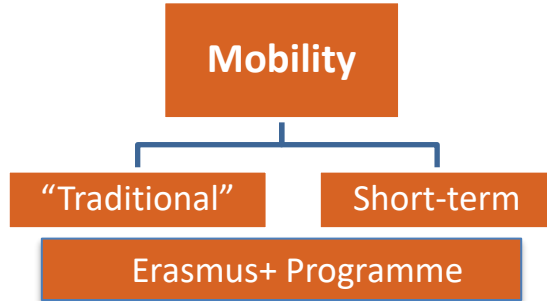 Mobility
“Traditional”
Short-term
Erasmus+ Programme